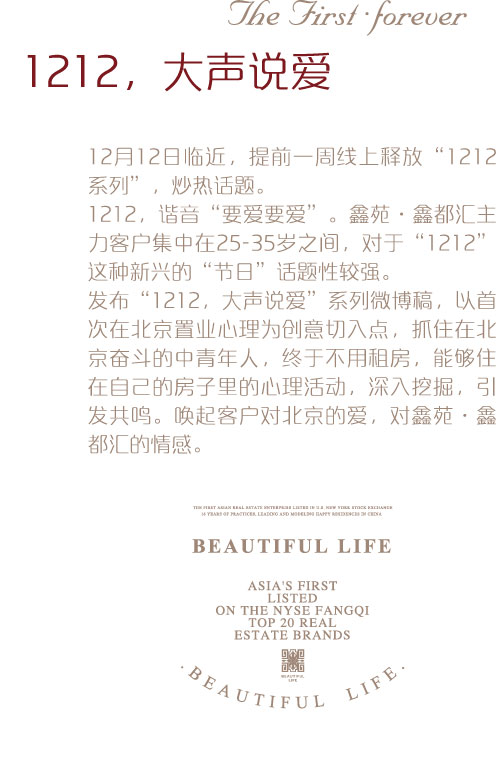 The First·forever
1212，大声说爱
12月12日临近，提前一周线上释放“1212
系列”，炒热话题。
1212，谐音“要爱要爱”。鑫苑·鑫都汇主
力客户集中在25-35岁之间，对于“1212”
这种新兴的“节日”话题性较强。
发布“1212，大声说爱”系列微博稿，以首
次在北京置业心理为创意切入点，抓住在北
京奋斗的中青年人，终于不用租房，能够住
在自己的房子里的心理活动，深入挖掘，引
发共鸣。唤起客户对北京的爱，对鑫苑·鑫
都汇的情感。
THE FIRST ASIAN REAL ESTATE ENTERPRISE LISTED IN U.S. NEW YORK STOCK EXCHANGE
16 YEARS OF PRACTICES, LEADING AND MODELING HAPPY RESIDENCES IN CHINA
BEAUTIFUL LIFE
ASIA'S FIRST
LISTED
ON THE NYSE FANGQI
TOP 20 REAL
ESTATE BRANDS
BEAUTIFUL
LIFE
·BEAUTIFUL LIFE·